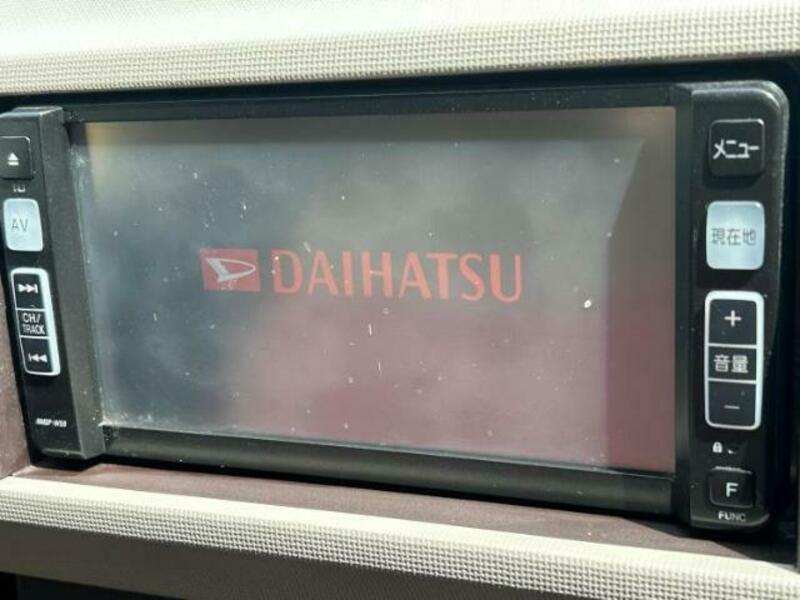 AV
CH/
TRACK
DAIHATSU
メニュー
現在地
+
音量
-
F
FUNC